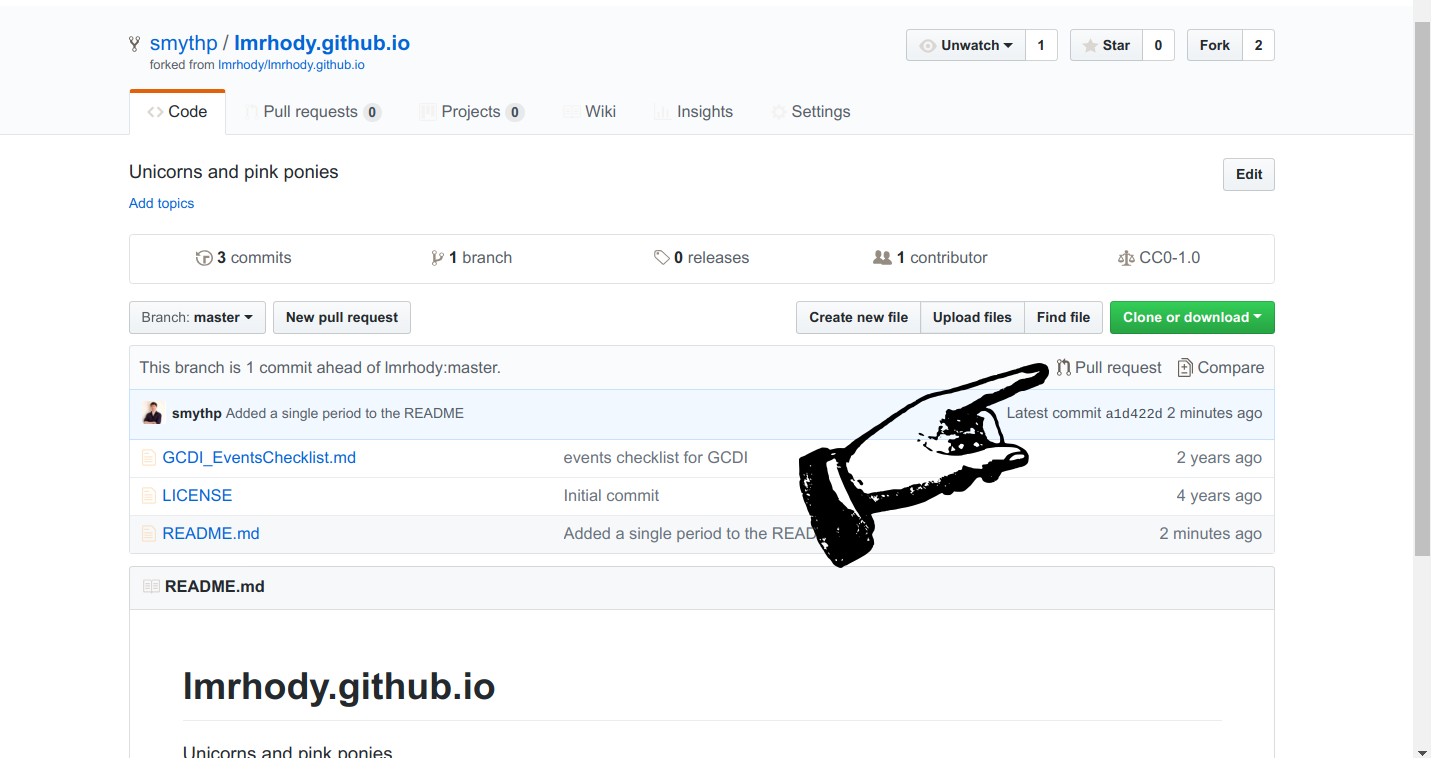 smythp / lmrhody.github.io
Unwatch 1 Star 0 Fork 2
forked from lmrhody/lmrhody.github.io
Code Pull requests 0 Projects 0 Wiki Insights Settings
Unicorns and pink ponies
Edit
Add topics
3 commits 1 branch 0 releases 1 contributor CC0-1.0
Branch: master New pull request Create new file Upload files Find file Clone or download
This branch is 1 commit ahead of lmrhody:master. Pull request Compare
smythp Added a single period to the README Latest commit a1d422d 2 minutes ago
GCDI_EventsChecklist.md events checklist for GCDI 2 years ago
LICENSE Initial commit 4 years ago
README.md Added a single period to the READ 2 minutes ago
README.md
lmrhody.github.io
Unicorns and pink ponies